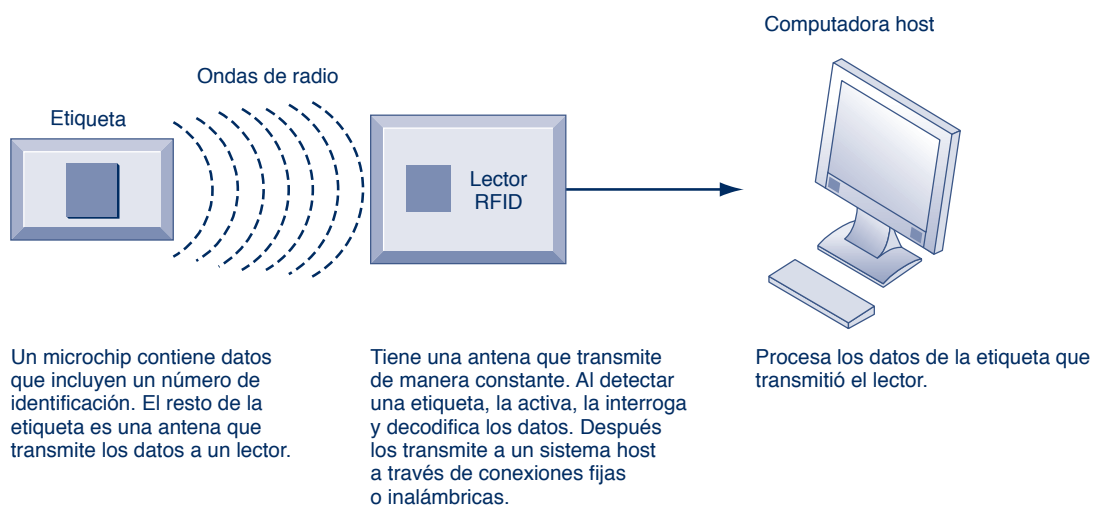 Computadora host
Ondas de radio
Etiqueta
Lector
RFID
Un microchip contiene datos
que incluyen un número de
identificación. El resto de la
etiqueta es una antena que
transmite los datos a un lector.
Tiene una antena que transmite
de manera constante. Al detectar
una etiqueta, la activa, la interroga
y decodifica los datos. Después
los transmite a un sistema host
a través de conexiones fijas
o inalámbricas.
Procesa los datos de la etiqueta que
transmitió el lector.